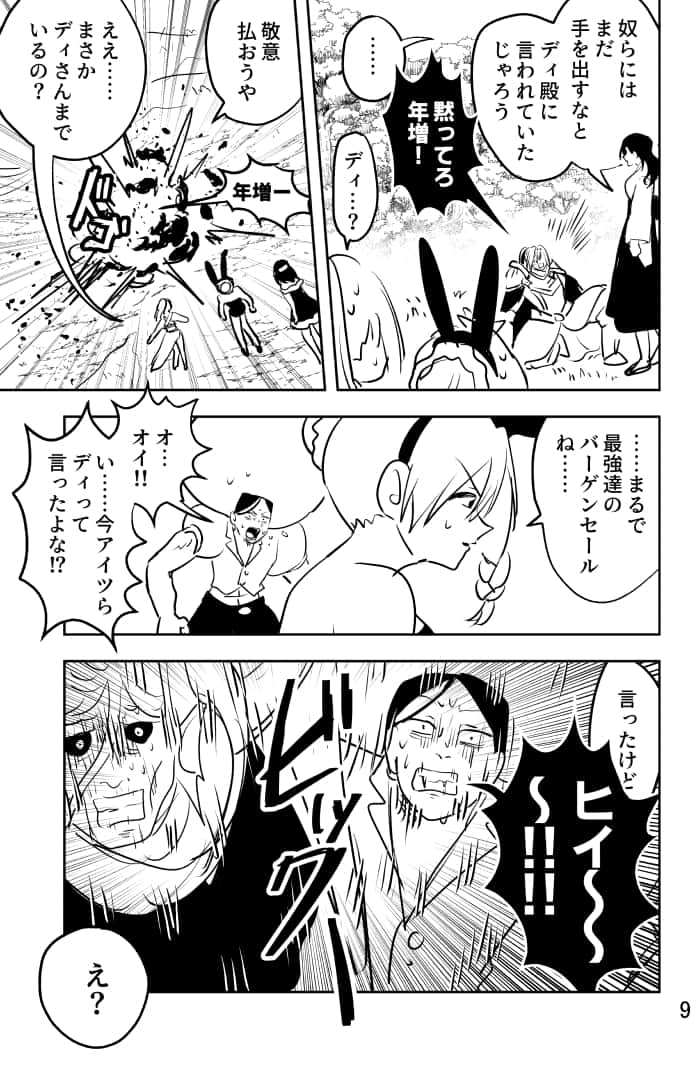 奴らには
まだ
手を出すなと
ディ殿に
言われていた
じゃろう
……
黙ってろ
年増！
ディ…？
敬意
払おうや
年増ー
ええ……
まさか
ディさんまで
いるの？
ドゴ
……まるで
最強達の
バーゲンセール
ね……
オ…
オイ!!
い……今アイツら
ディって
言ったよな!?
言ったけど
ヒィ〜〜
〜!!!
ビックー
え？
9